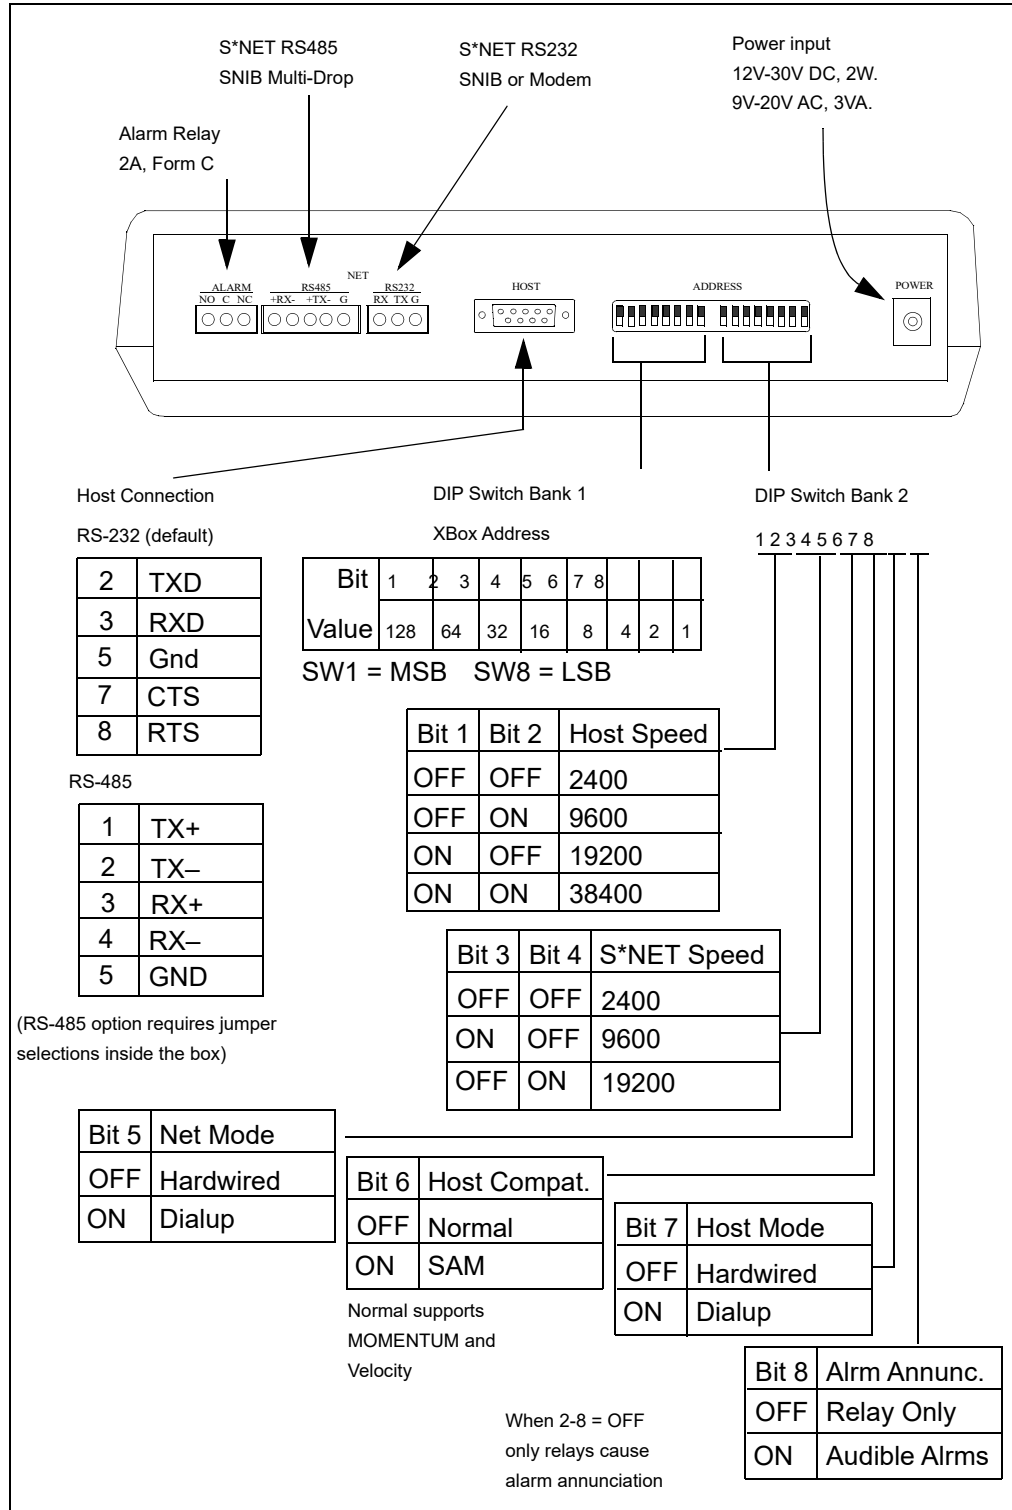 S*NET RS485
SNIB Multi-Drop
S*NET RS232
SNIB or Modem
Power input
12V-30V DC, 2W.
9V-20V AC, 3VA.
Alarm Relay
2A, Form C
NET
ALARM RS485 RS232 HOST ADDRESS POWER
NO C NC +RX- +TX- G RX TX G
Host Connection
RS-232 (default)
2 TXD
3 RXD
5 Gnd
7 CTS
8 RTS
RS-485
1 TX+
2 TX–
3 RX+
4 RX–
5 GND
(RS-485 option requires jumper
selections inside the box)
DIP Switch Bank 1
XBox Address
Bit 1 2 3 4 5 6 7 8
Value 128 64 32 16 8 4 2 1
SW1 = MSB SW8 = LSB
DIP Switch Bank 2
1 2 3 4 5 6 7 8
Bit 1 Bit 2 Host Speed
OFF OFF 2400
OFF ON 9600
ON OFF 19200
ON ON 38400
Bit 3 Bit 4 S*NET Speed
OFF OFF 2400
ON OFF 9600
OFF ON 19200
Bit 5 Net Mode
OFF Hardwired
ON Dialup
Bit 6 Host Compat.
OFF Normal
ON SAM
Normal supports
MOMENTUM and
Velocity
Bit 7 Host Mode
OFF Hardwired
ON Dialup
Bit 8 Alrm Annunc.
OFF Relay Only
ON Audible Alrms
When 2-8 = OFF
only relays cause
alarm annunciation